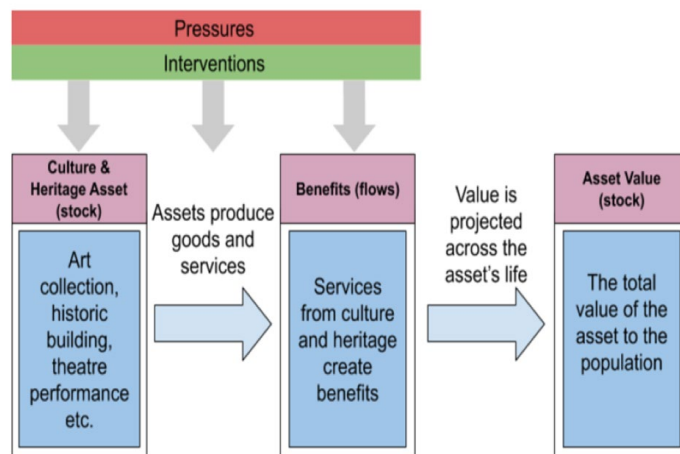 Pressures
Interventions
Culture &
Heritage Asset
(stock)
Art
collection,
historic
building,
theatre
performance
etc.
Assets produce
goods and
services
Benefits (flows)
Services
from culture
and heritage
create
benefits
Value is
projected
across the
asset's life
Asset Value
(stock)
The total
value of the
asset to the
population